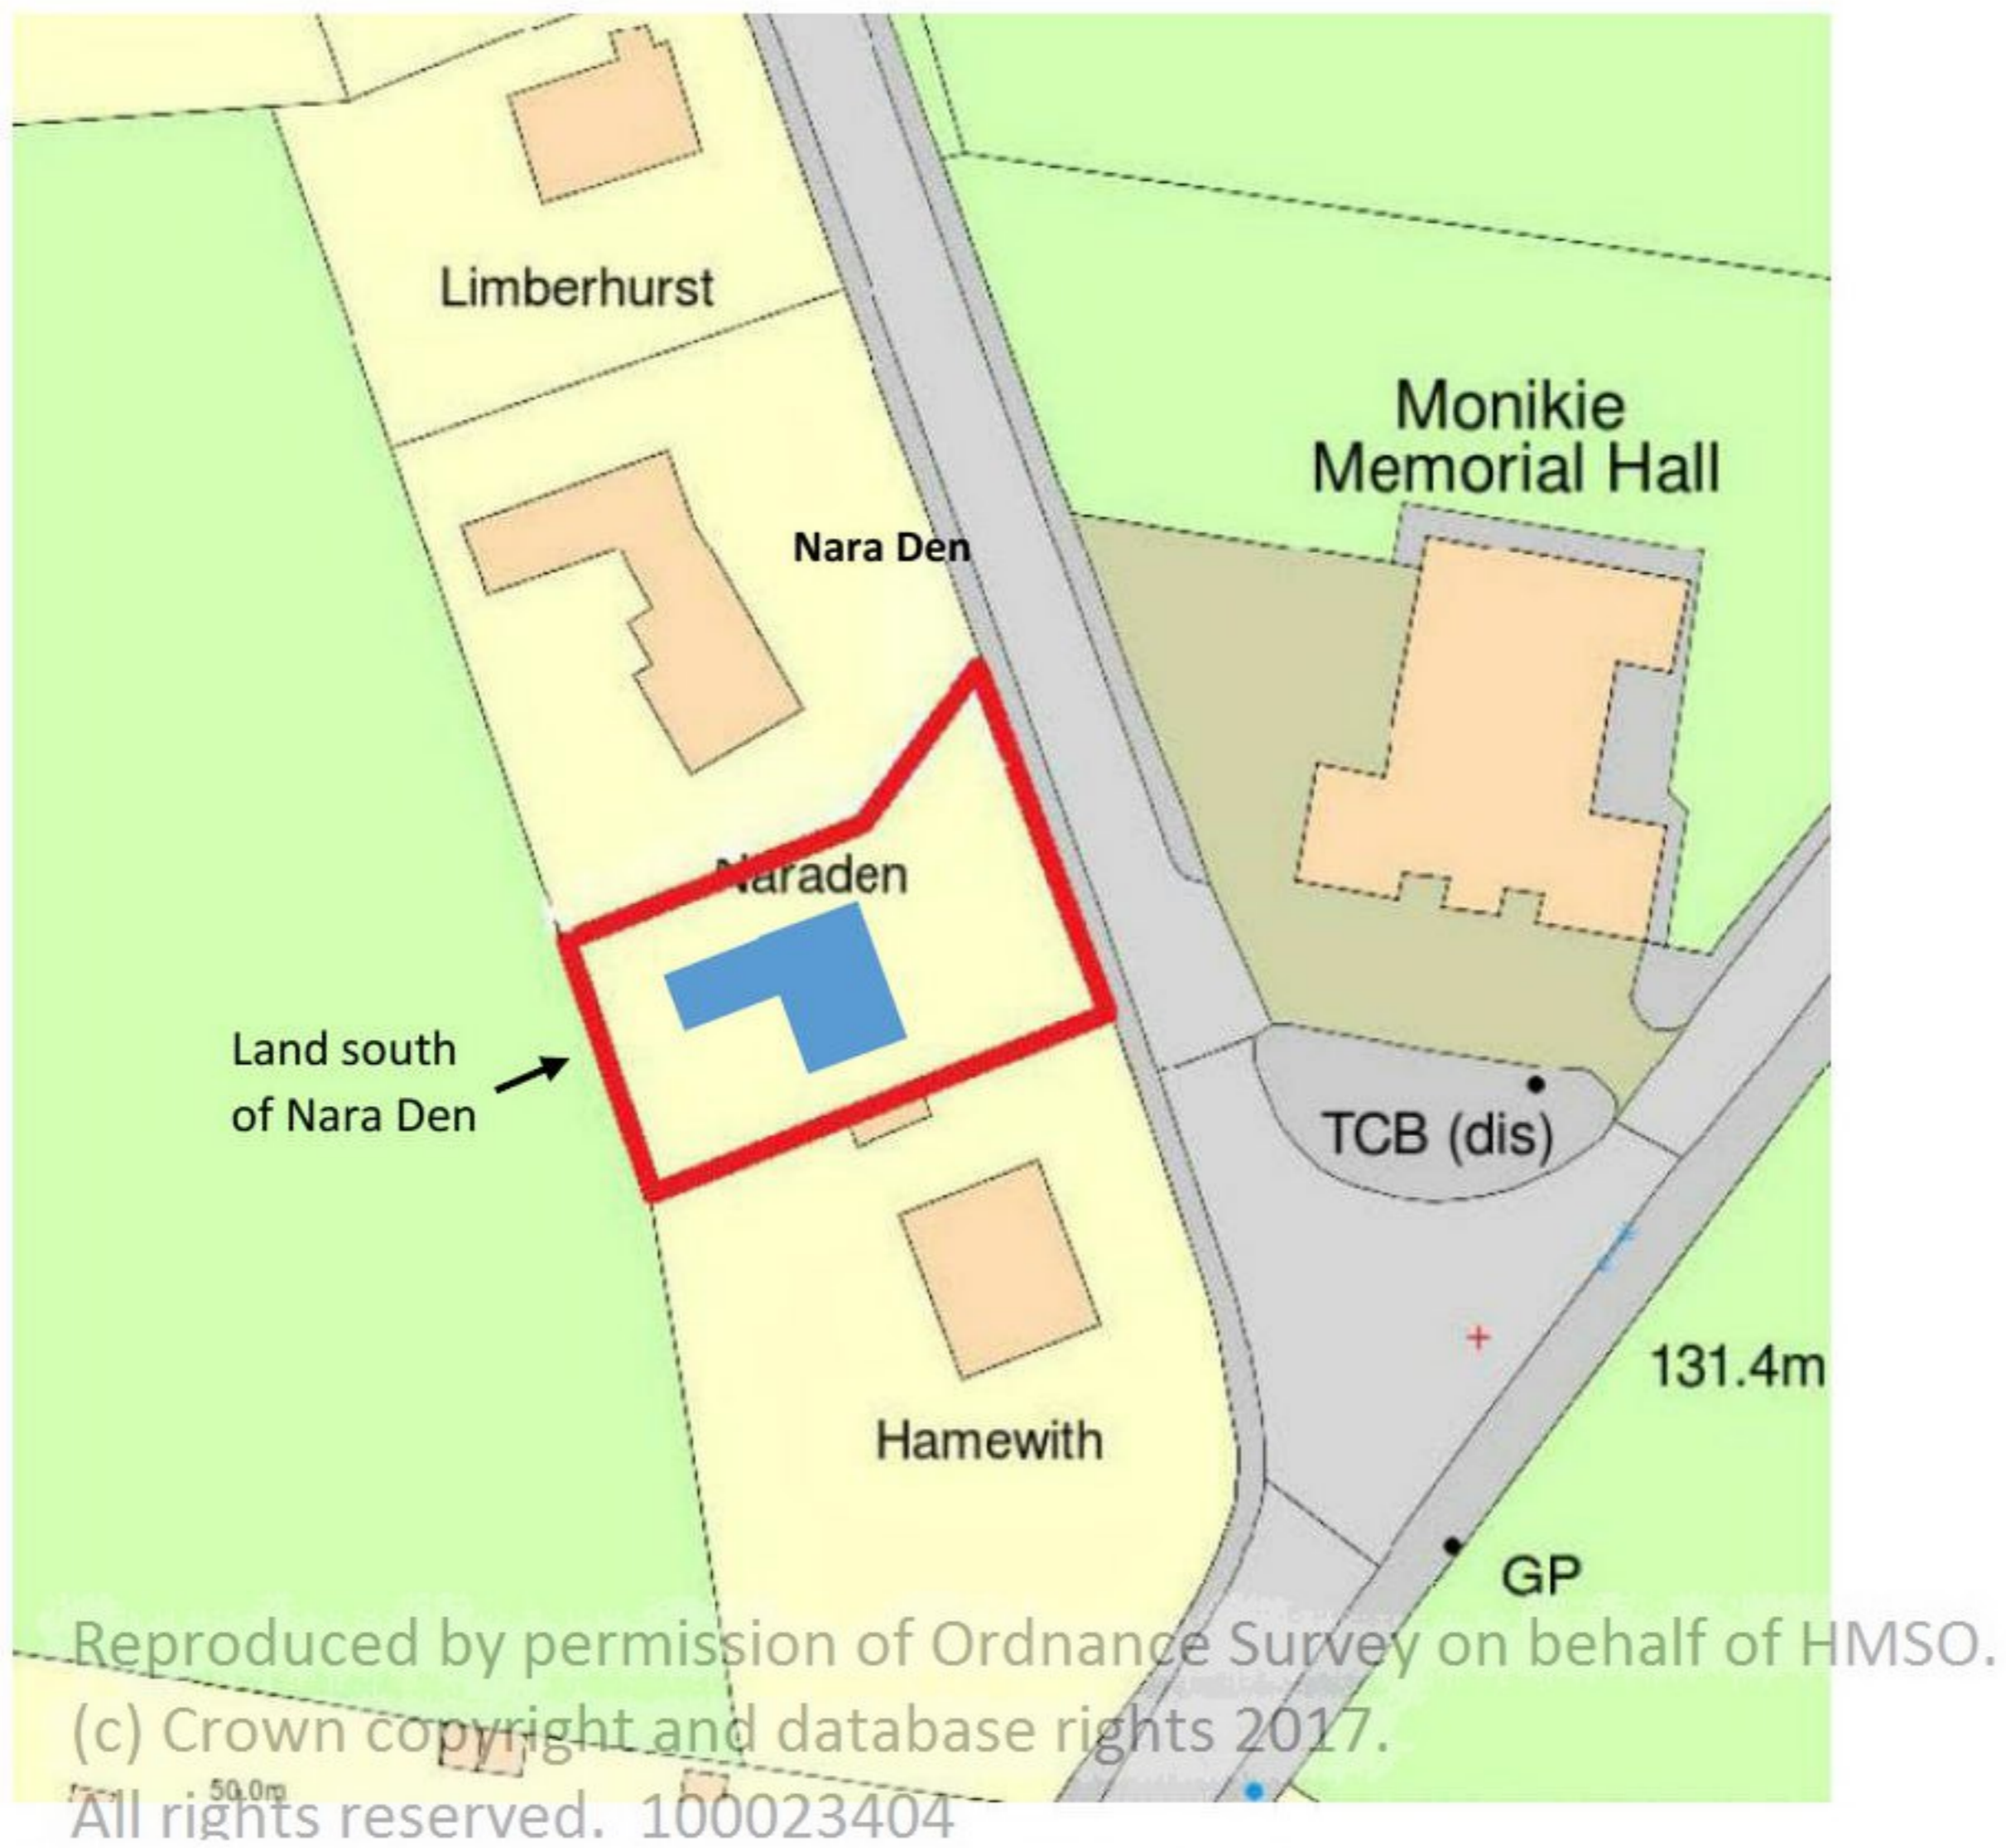 Limberhurst
Monikie
Memorial Hall
Nara Den
Naraden
Land south
of Nara Den
TCB (dis)
131.4m
Hamewith
GP
Reproduced by permission of Ordnance Survey on behalf of HMSO.
(c) Crown copyright and database rights 2017.
50.0m
All rights reserved. 100023404